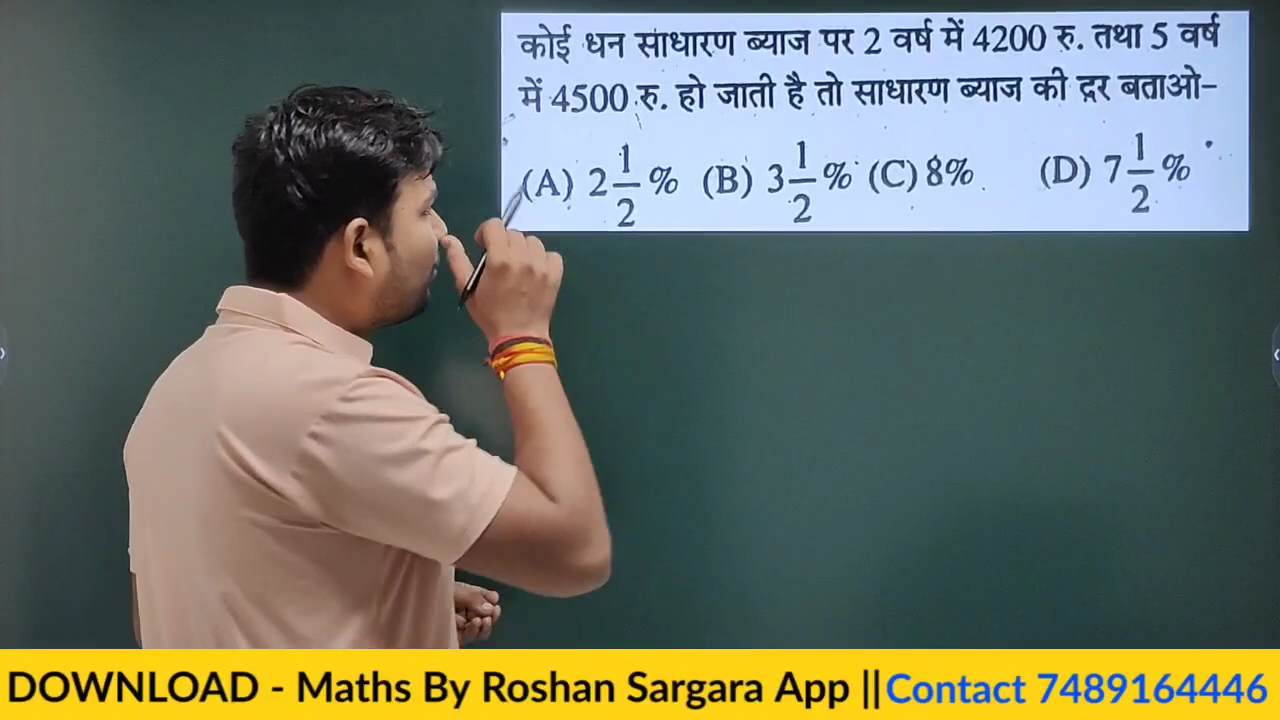 कोई धन साधारण ब्याज पर 2 वर्ष में 4200 रु. तथा 5 वर्ष
में 4500 रु. हो जाती है तो साधारण ब्याज की दर बताओ-
(A) 2 1/2 % (B) 3 1/2 % (C) 8% (D) 7 1/2 %
DOWNLOAD - Maths By Roshan Sargara App || Contact 7489164446